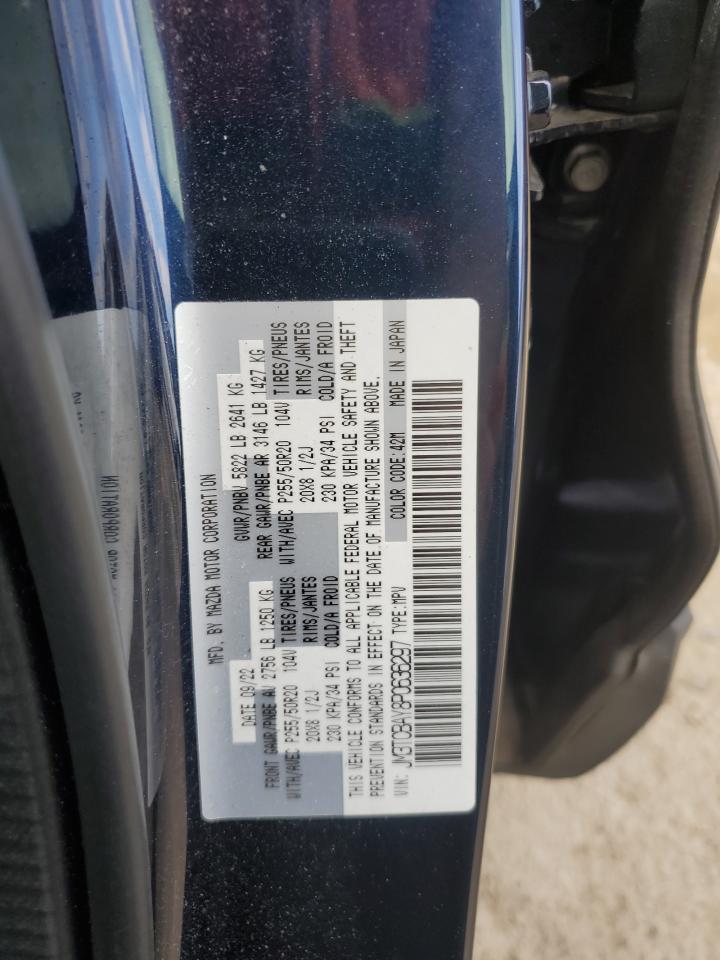 MFD. BY MAZDA MOTOR CORPORATION
DATE 09/22 GVWR/PNBV 5822 LB 2641 KG
FRONT GAWR/PNBE AV 2756 LB 1250 KG REAR GAWR/PNBE AR 3146 LB 1427 KG
WITH/AVEC P255/50R20 104V TIRES/PNEUS WITH/AVEC P255/50R20 104V TIRES/PNEUS
20X8 1/2J RIMS/JANTES 20X8 1/2J RIMS/JANTES
230 KPA/34 PSI COLD/A FROID 230 KPA/34 PSI COLD/A FROID
THIS VEHICLE CONFORMS TO ALL APPLICABLE FEDERAL MOTOR VEHICLE SAFETY AND THEFT
PREVENTION STANDARDS IN EFFECT ON THE DATE OF MANUFACTURE SHOWN ABOVE.
VIN: JM3TCBAY8P0636297 TYPE:MPV COLOR CODE:42M MADE IN JAPAN